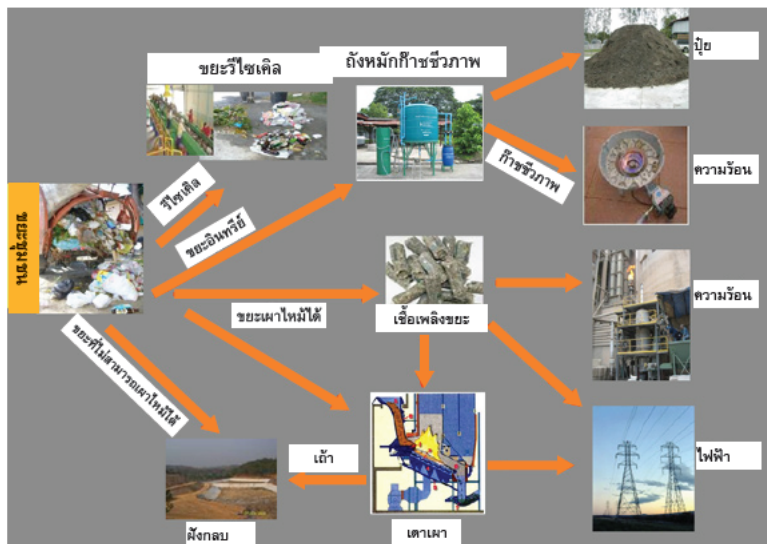 ขยะรีไซเคิล
ถังหมักก๊าซชีวภาพ
ปุ๋ย
ก๊าซชีวภาพ
ความร้อน
รีไซเคิล
ขยะอินทรีย์
ขยะชุมชน
ขยะเผาไหม้ได้
เชื้อเพลิงขยะ
ความร้อน
ขยะที่ไม่สามารถเผาไหม้ได้
เถ้า
ไฟฟ้า
ฝังกลบ
เตาเผา